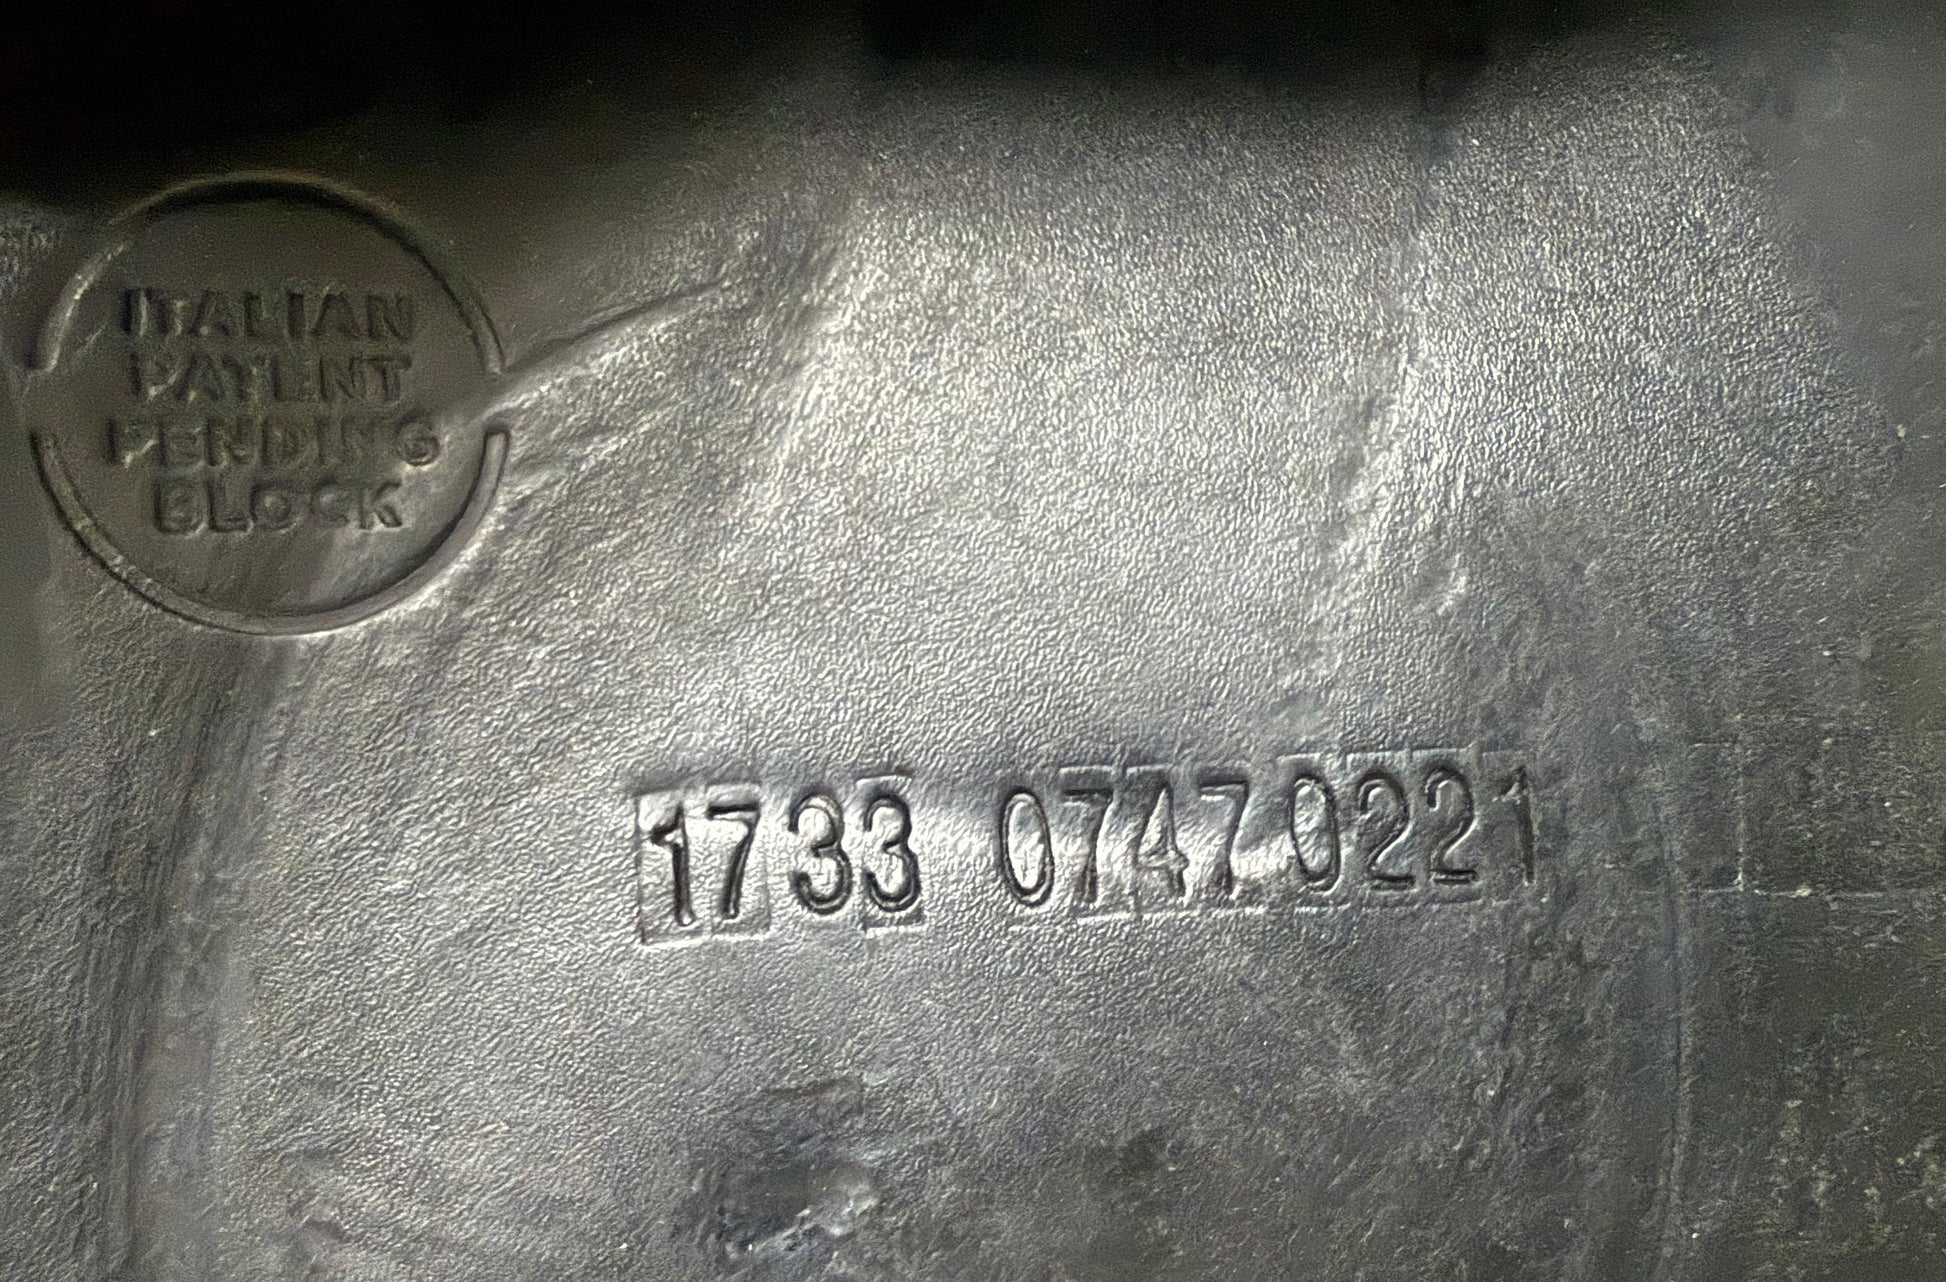 ITALIAN
PATENT
PENDING
BLOCK
1733 07470221